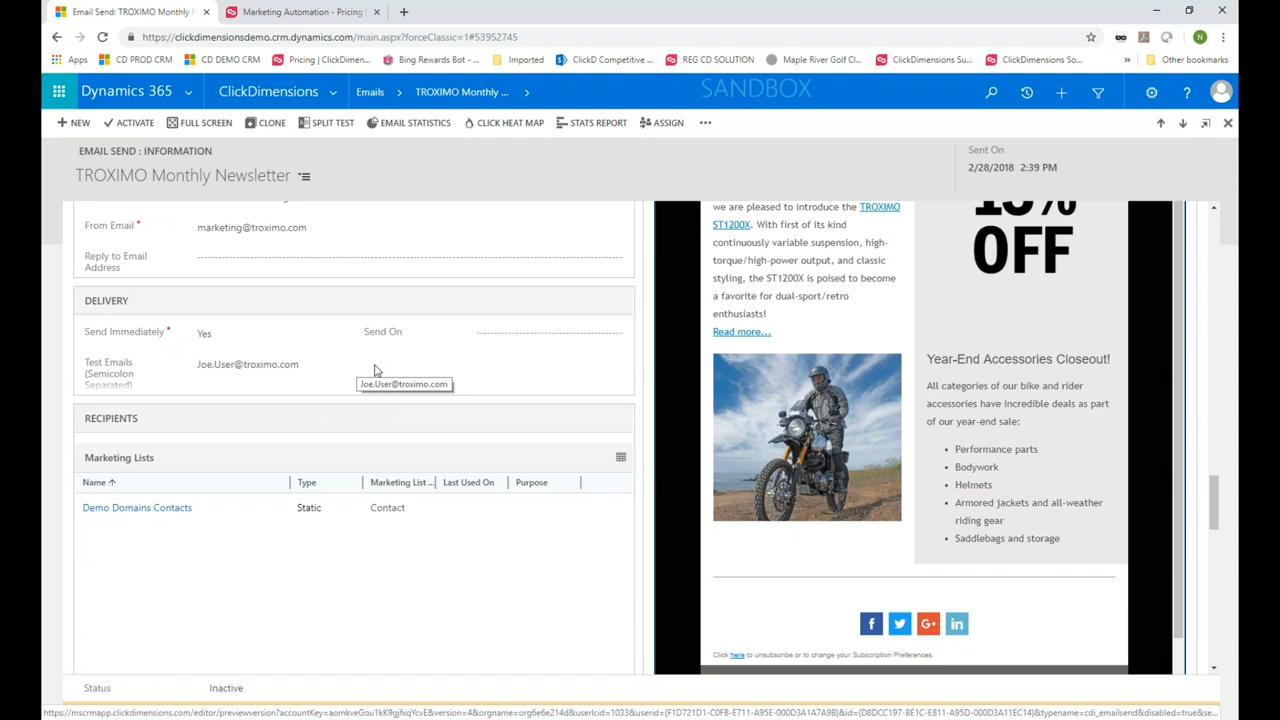 Email Send: TROXIMO Monthly N
Marketing Automation - Pricing |
https://clickdimensionsdemo.crm.dynamics.com/main.aspx?forceClassic=1#53952745
Apps
CD PROD CRM
CD DEMO CRM
Pricing | ClickDimen...
Bing Rewards Bot - ...
Imported
ClickD Competitive ...
REG CD SOLUTION
Maple River Golf Cl...
ClickDimensions Su...
ClickDimensions So...
»
Other bookmarks
Dynamics 365
ClickDimensions
Emails
TROXIMO Monthly ...
SANDBOX
NEW
ACTIVATE
FULL SCREEN
CLONE
SPLIT TEST
EMAIL STATISTICS
CLICK HEAT MAP
STATS REPORT
ASSIGN
EMAIL SEND : INFORMATION
TROXIMO Monthly Newsletter
Sent On
2/28/2018 2:39 PM
From Email *
marketing@troximo.com
Reply to Email
Address
DELIVERY
Send Immediately *
Yes
Send On
Test Emails
(Semicolon
Separated)
Joe.User@troximo.com
Joe.User@troximo.com
RECIPIENTS
Marketing Lists
Name
Type
Marketing List ...
Last Used On
Purpose
Demo Domains Contacts
Static
Contact
we are pleased to introduce the TROXIMO
ST1200X. With first of its kind
continuously variable suspension, high-
torque/high-power output, and classic
styling, the ST1200X is poised to become
a favorite for dual-sport/retro
enthusiasts!
Read more...
OFF
Year-End Accessories Closeout!
All categories of our bike and rider
accessories have incredible deals as part
of our year-end sale:
Performance parts
Bodywork
Helmets
Armored jackets and all-weather
riding gear
Saddlebags and storage
Click here to unsubscribe or to change your Subscription Preferences.
Status
Inactive